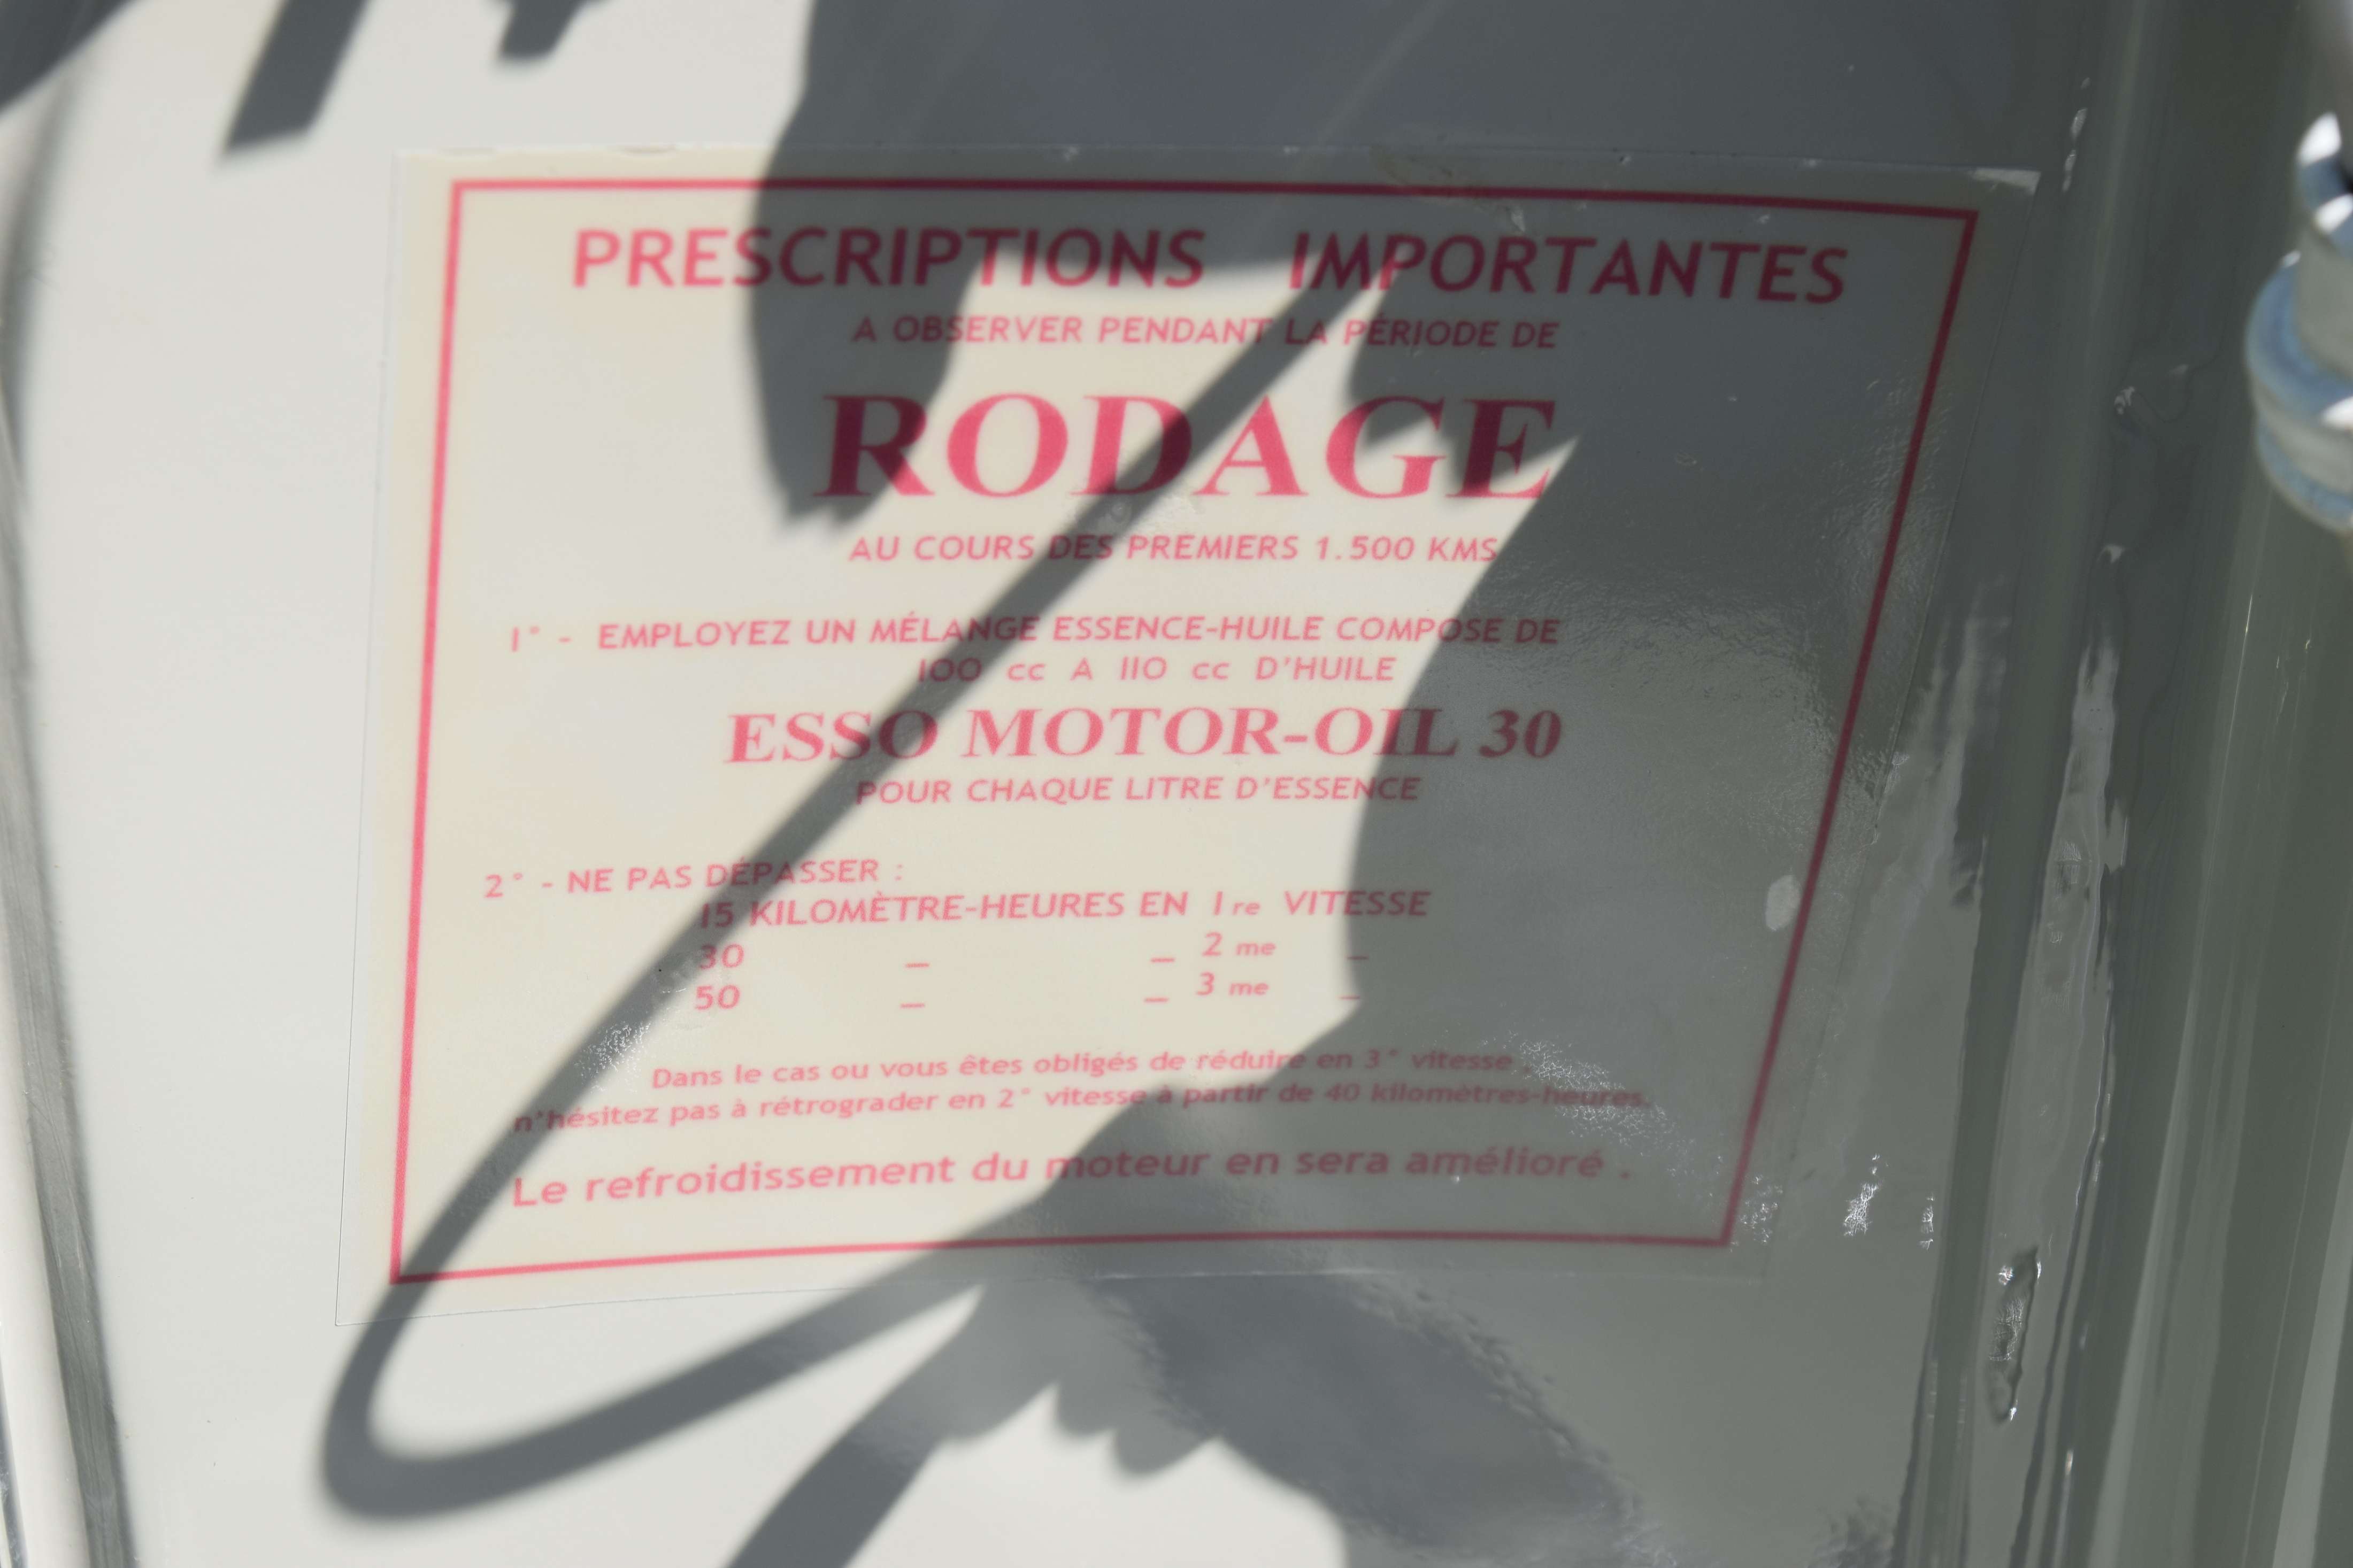 PRESCRIPTIONS IMPORTANTES
A OBSERVER PENDANT LA PÉRIODE DE
RODAGE
AU COURS DES PREMIERS 1.500 KMS
1° - EMPLOYEZ UN MÉLANGE ESSENCE-HUILE COMPOSE DE
100 cc A 110 cc D'HUILE
ESSO MOTOR-OIL 30
POUR CHAQUE LITRE D'ESSENCE
2° - NE PAS DÉPASSER :
15 KILOMÈTRE-HEURES EN 1re VITESSE
30 _ _ 2 me _
50 _ _ 3 me _
Dans le cas ou vous êtes obligés de réduire en 3° vitesse ,
n'hésitez pas à rétrograder en 2° vitesse à partir de 40 kilomètres-heures.
Le refroidissement du moteur en sera amélioré .